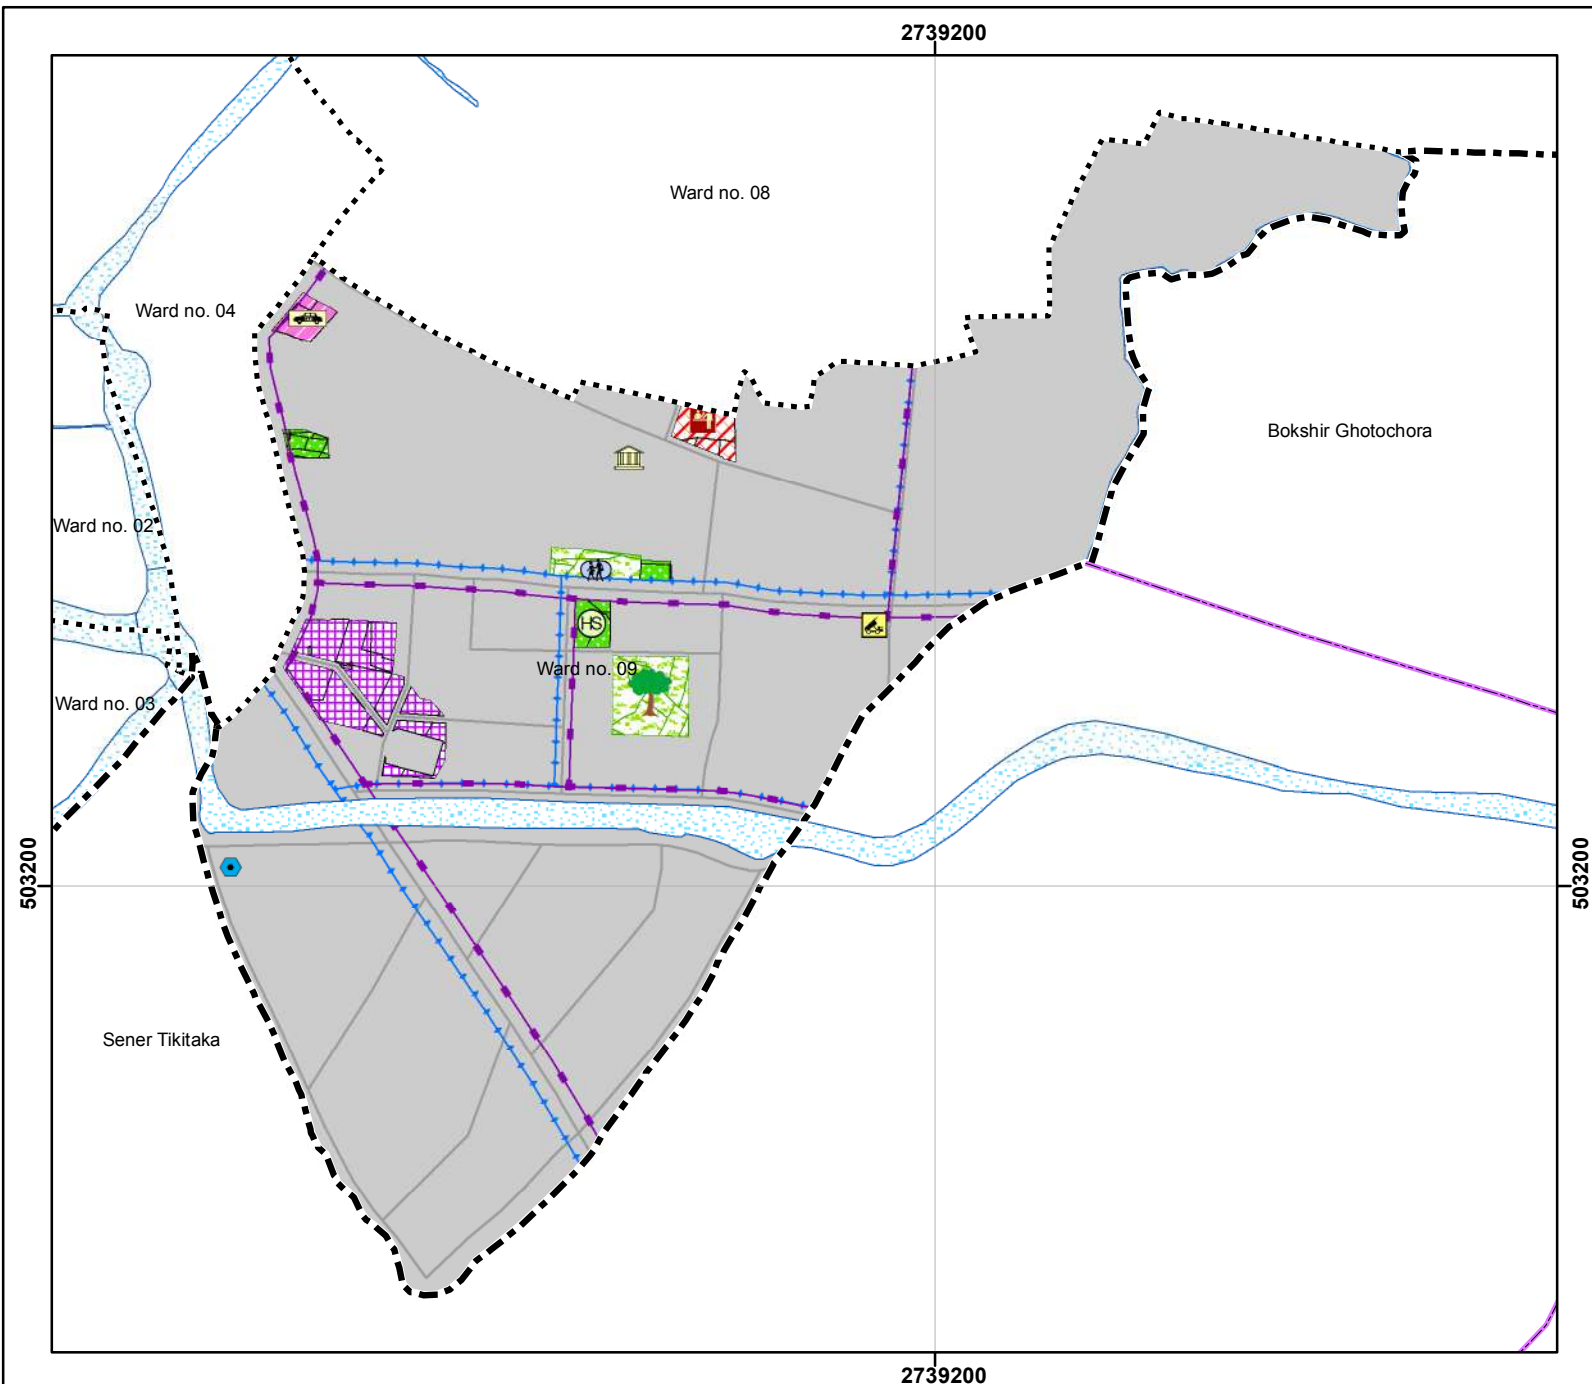 2739200
Ward no. 08
Ward no. 04
Bokshir Ghotochora
Ward no. 02
HS
Ward no. 09
Ward no. 03
503200
503200
Sener Tikitaka
2739200